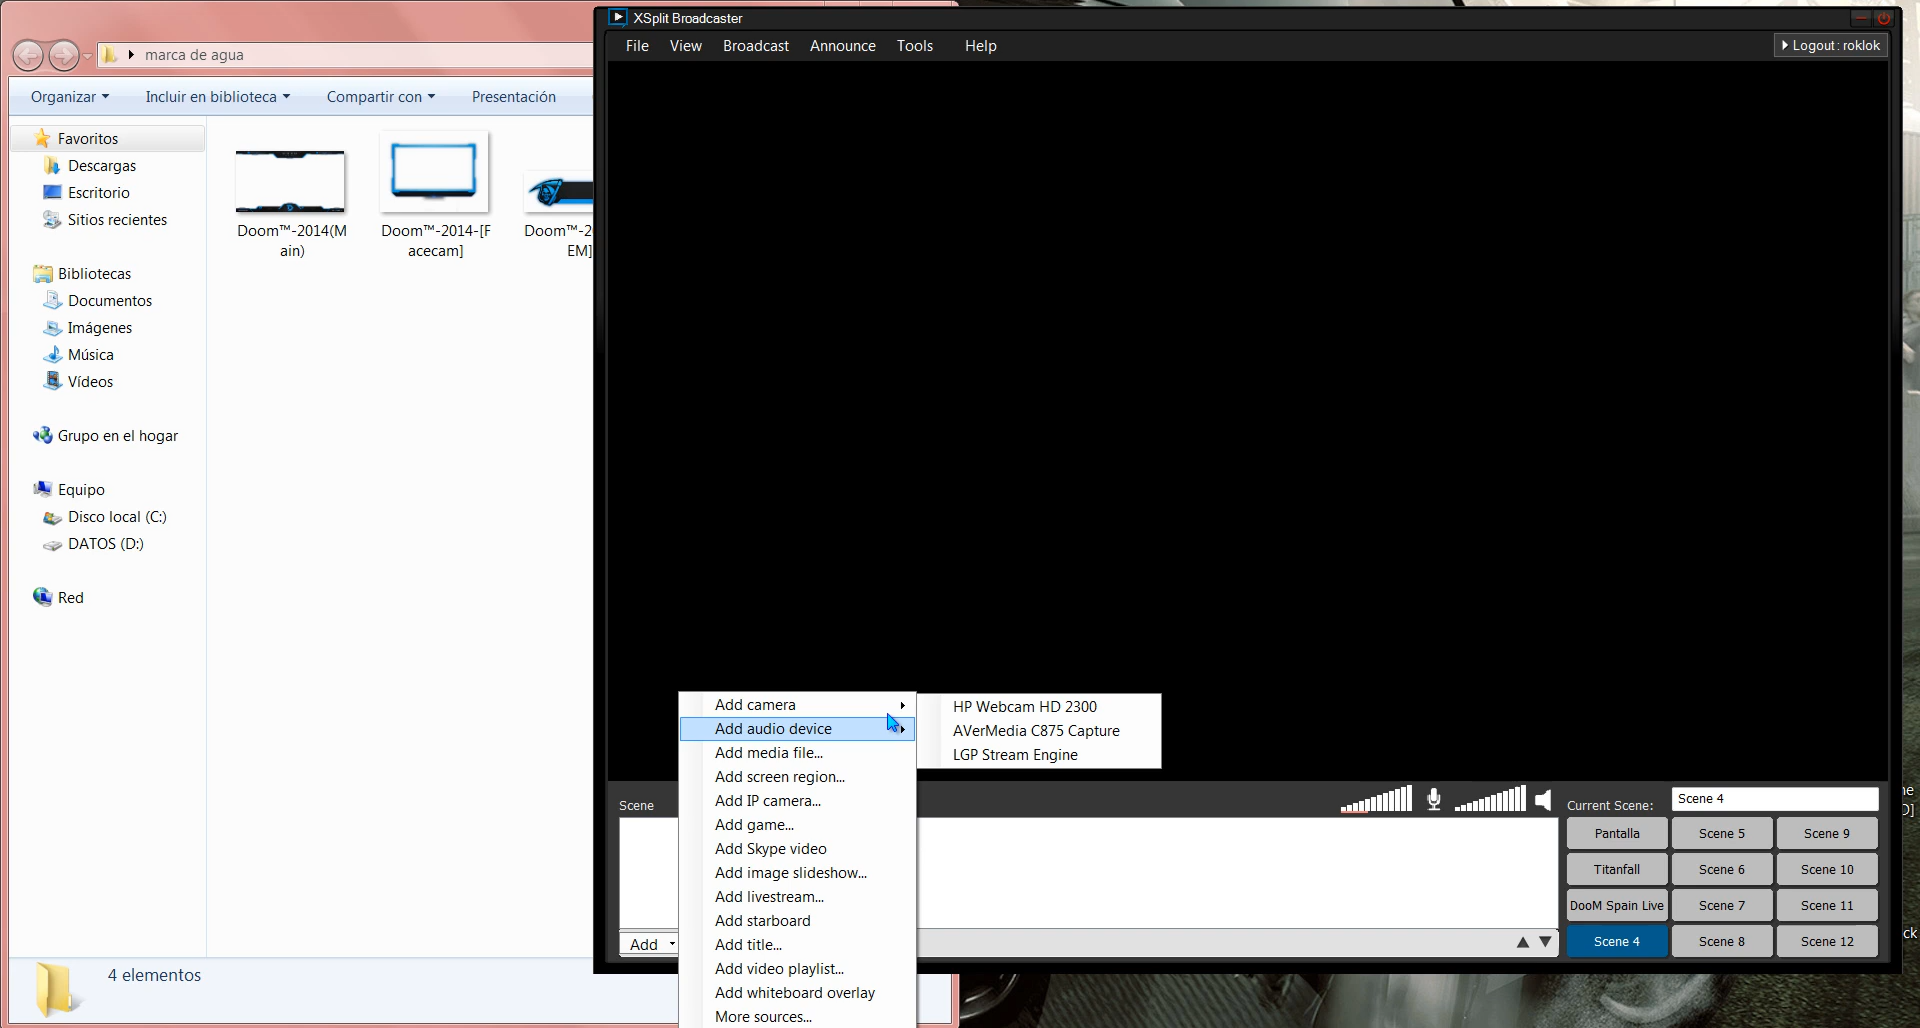 marca de agua
Organizar
Incluir en biblioteca
Compartir con
Presentación
Favoritos
Descargas
Escritorio
Sitios recientes
Bibliotecas
Documentos
Imágenes
Música
Vídeos
Grupo en el hogar
Equipo
Disco local (C:)
DATOS (D:)
Red
Doom™-2014(M
ain)
Doom™-2014-[F
acecam]
Doom™-2
EM]
4 elementos
XSplit Broadcaster
File View Broadcast Announce Tools Help
Logout: roklok
Add camera
Add audio device
Add media file...
Add screen region...
Add IP camera...
Add game...
Add Skype video
Add image slideshow...
Add livestream...
Add starboard
Add title...
Add video playlist...
Add whiteboard overlay
More sources...
HP Webcam HD 2300
AVerMedia C875 Capture
LGP Stream Engine
Scene
Add
Current Scene: Scene 4
Pantalla Scene 5 Scene 9
Titanfall Scene 6 Scene 10
DooM Spain Live Scene 7 Scene 11
Scene 4 Scene 8 Scene 12